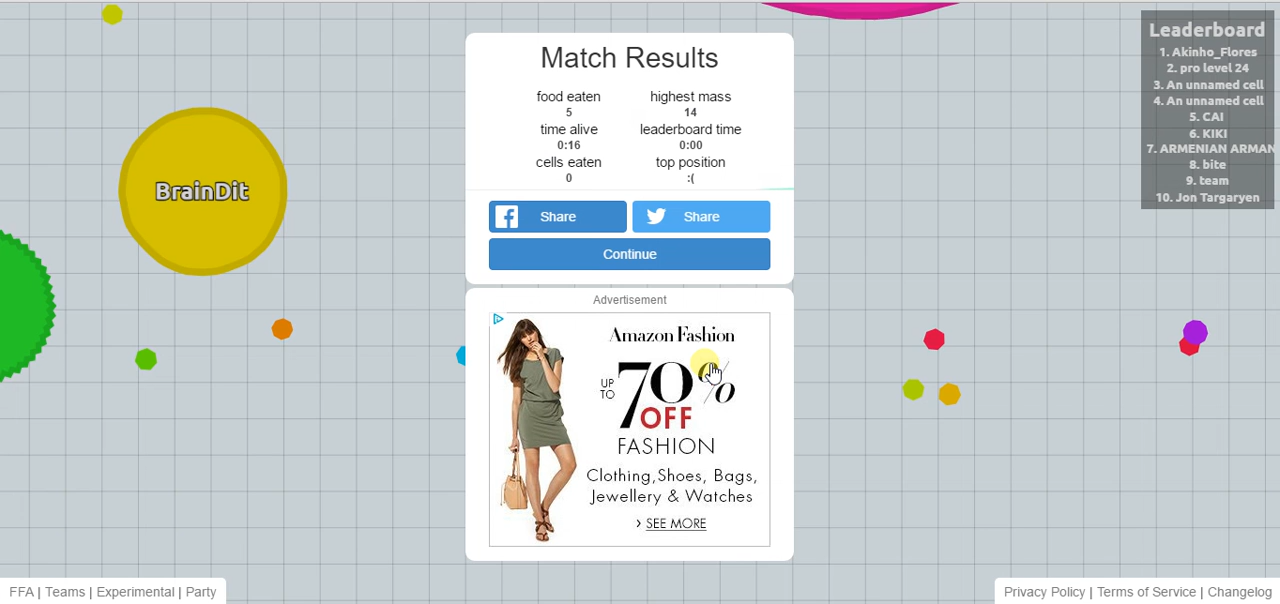 Match Results
food eaten
5
highest mass
14
time alive
0:16
leaderboard time
0:00
cells eaten
0
top position
:(
Share
Share
Continue
Advertisement
Amazon Fashion
UP TO 70% OFF
FASHION
Clothing,Shoes, Bags,
Jewellery & Watches
› SEE MORE
BrainDit
Leaderboard
1. Akinho_Flores
2. pro level 24
3. An unnamed cell
4. An unnamed cell
5. CAI
6. KIKI
7. ARMENIAN ARMAN
8. bite
9. team
10. Jon Targaryen
FFA | Teams | Experimental | Party
Privacy Policy | Terms of Service | Changelog